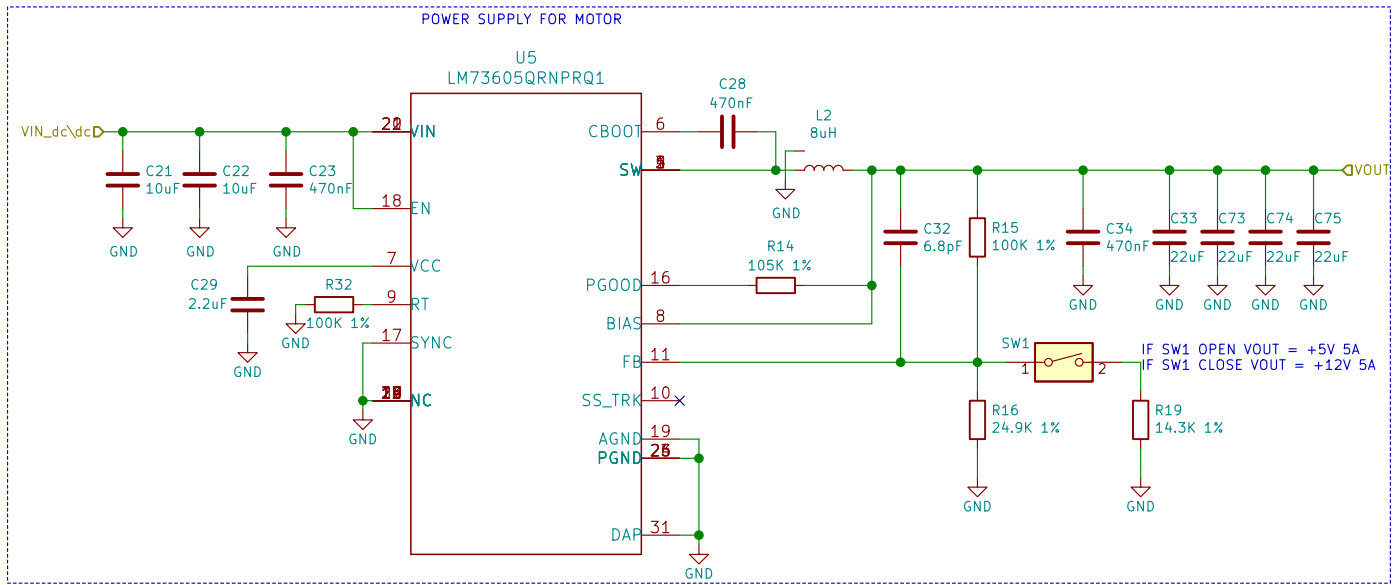 POWER SUPPLY FOR MOTOR
U5
LM73605QRNPRQ1
VIN_dc\dc
C21
10uF
GND
C22
10uF
GND
C23
470nF
GND
VIN
18
EN
7
VCC
C29
2.2uF
GND
R32
100K 1%
GND
9
RT
17
SYNC
NC
GND
CBOOT
6
C28
470nF
L2
8uH
SW
GND
PGOOD
16
R14
105K 1%
BIAS
8
FB
11
SS_TRK
10
AGND
19
PGND
DAP
31
GND
C32
6.8pF
R15
100K 1%
C34
470nF
GND
C33
22uF
GND
C73
22uF
GND
C74
22uF
GND
C75
22uF
GND
VOUT
SW1
1
2
IF SW1 OPEN VOUT = +5V 5A
IF SW1 CLOSE VOUT = +12V 5A
R16
24.9K 1%
GND
R19
14.3K 1%
GND